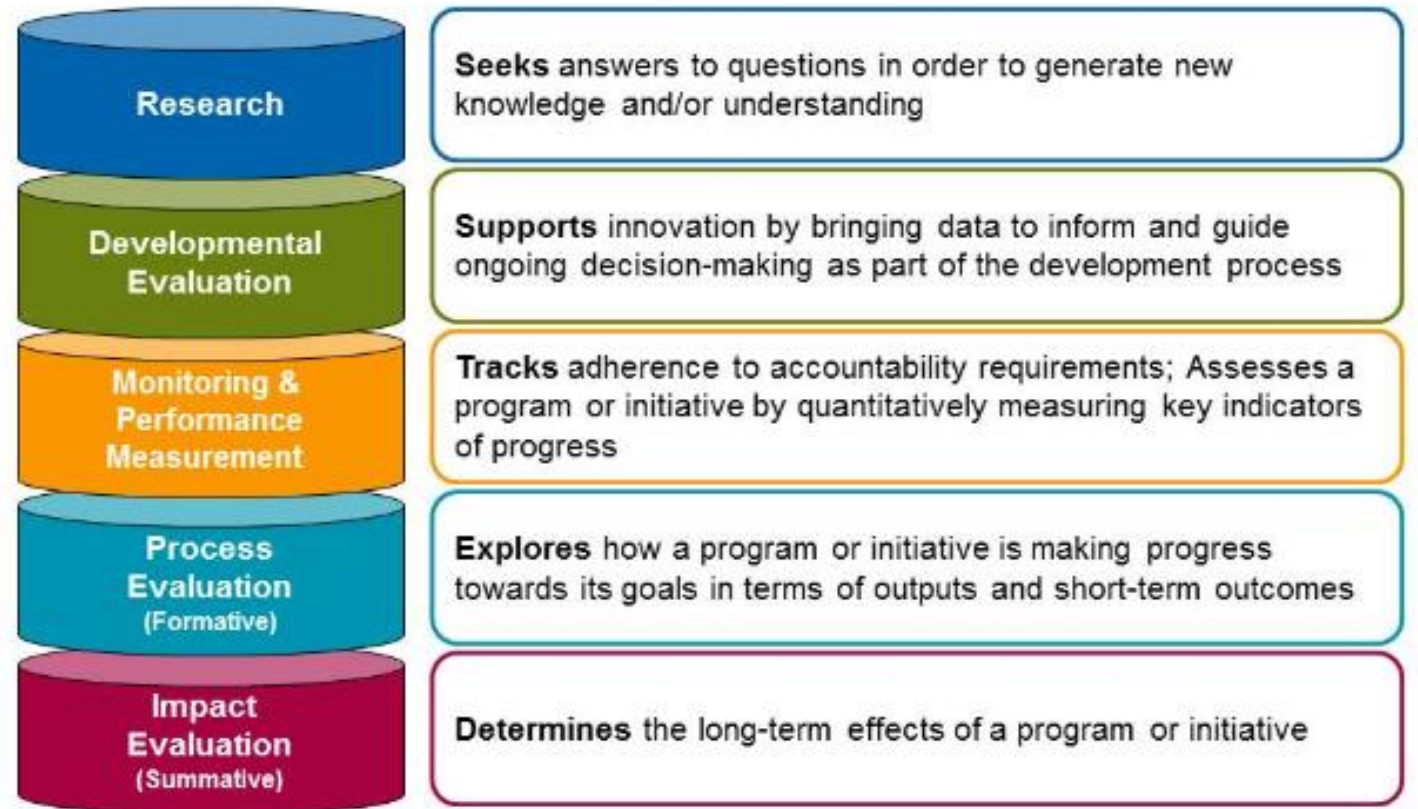 Research
Seeks answers to questions in order to generate new
knowledge and/or understanding
Developmental
Evaluation
Supports innovation by bringing data to inform and guide
ongoing decision-making as part of the development process
Monitoring &
Performance
Measurement
Tracks adherence to accountability requirements; Assesses a
program or initiative by quantitatively measuring key indicators
of progress
Process
Evaluation
(Formative)
Explores how a program or initiative is making progress
towards its goals in terms of outputs and short-term outcomes
Impact
Evaluation
(Summative)
Determines the long-term effects of a program or initiative